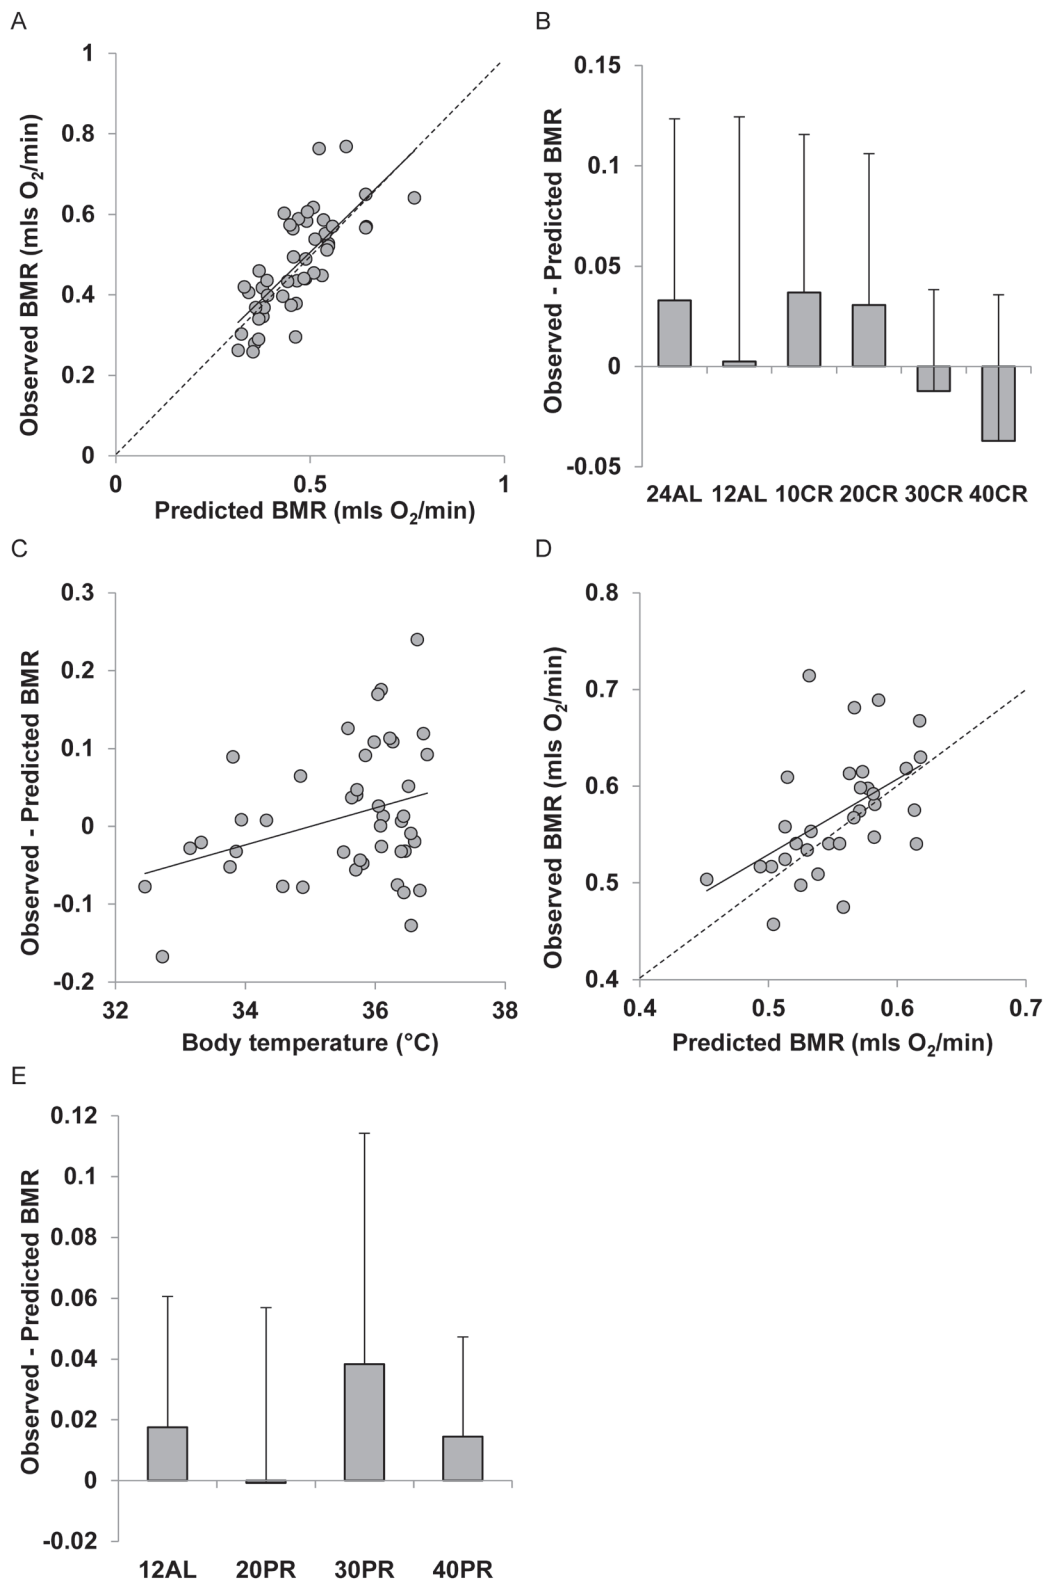 A
Observed BMR (mls O2/min)
1
0.8
0.6
0.4
0.2
0
0
0.5
1
Predicted BMR (mls O2/min)
B
Observed - Predicted BMR
0.15
0.1
0.05
0
-0.05
24AL 12AL 10CR 20CR 30CR 40CR
C
Observed - Predicted BMR
0.3
0.2
0.1
0
-0.1
-0.2
32
34
36
38
Body temperature (°C)
D
Observed BMR (mls O2/min)
0.8
0.7
0.6
0.5
0.4
0.4
0.5
0.6
0.7
Predicted BMR (mls O2/min)
E
Observed - Predicted BMR
0.12
0.1
0.08
0.06
0.04
0.02
0
-0.02
12AL
20PR
30PR
40PR